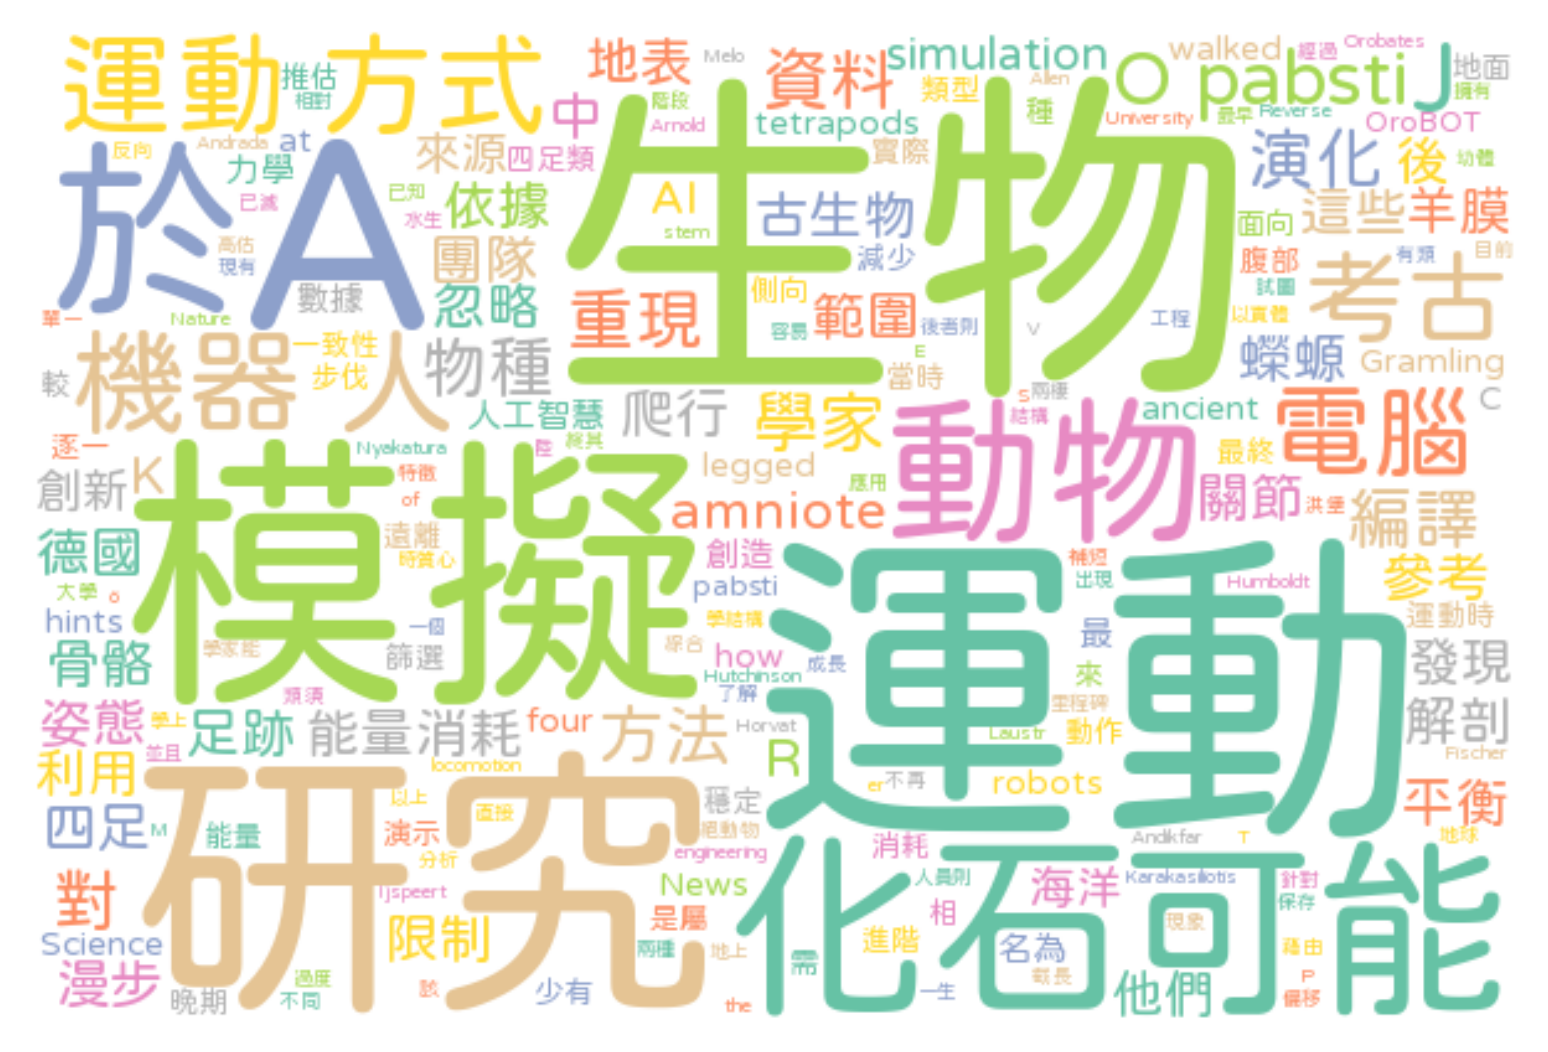 運動方式
推估
相對
地表
Melo
中
階段
Arnold
資料
simulation
類型
Allen
tetrapods
walked
種
經過
Orobates
O pabsti
J
地面
擁有
University
最早
Reverse
OroBOT
反向
Andrada
at
力學
已滅
來源
四足類
已知
水生
依據
AI
stem
實際
古生物
減少
演化
後
幼體
這些
羊膜
面向
腹部
有類
目前
於
A
高估
現有
團隊
數據
忽略
生物
重現
側向
容易
範圍
後者則
V
工程
試圖
以實體
考古
單一
Nature
機器人
一致性
步伐
物種
較
E
當時
S
兩棲
結構
蠑螈
Gramling
C
人工智慧
爬行
學家
ancient
電腦
逐一
Nyakatura
綜其
陸
legged
動物
最終
創新
K
特徵
of
應用
amniote
關節
洪堡
編譯
模擬
德國
遠離
時質心
創造
補短
出現
參考
大學
pabsti
Humboldt
hints
一個
學結構
運動時
骨骼
學家能
篩選
綜合
how
最
成長
Hutchinson
來
發現
類須
了解
運動
里程碑
姿態
學上
足跡
能量消耗
four
方法
Horvat
Laustr
動作
解剖
並且
R
Fischer
利用
locomotion
以上
直接
穩定
er
不再
robots
平衡
四足
M
能量
演示
絕動物
Andikfar
T
地球
研究
分析
engineering
消耗
對
Ijspeert
News
人員則
海洋
Karakasiliotis
針對
保存
限制
是屬
相
化石
可能
現象
Science
兩種
地上
進階
名為
藉由
漫步
過度
需
截長
P
晚期
不同
少有
the
一生
他們
偏移